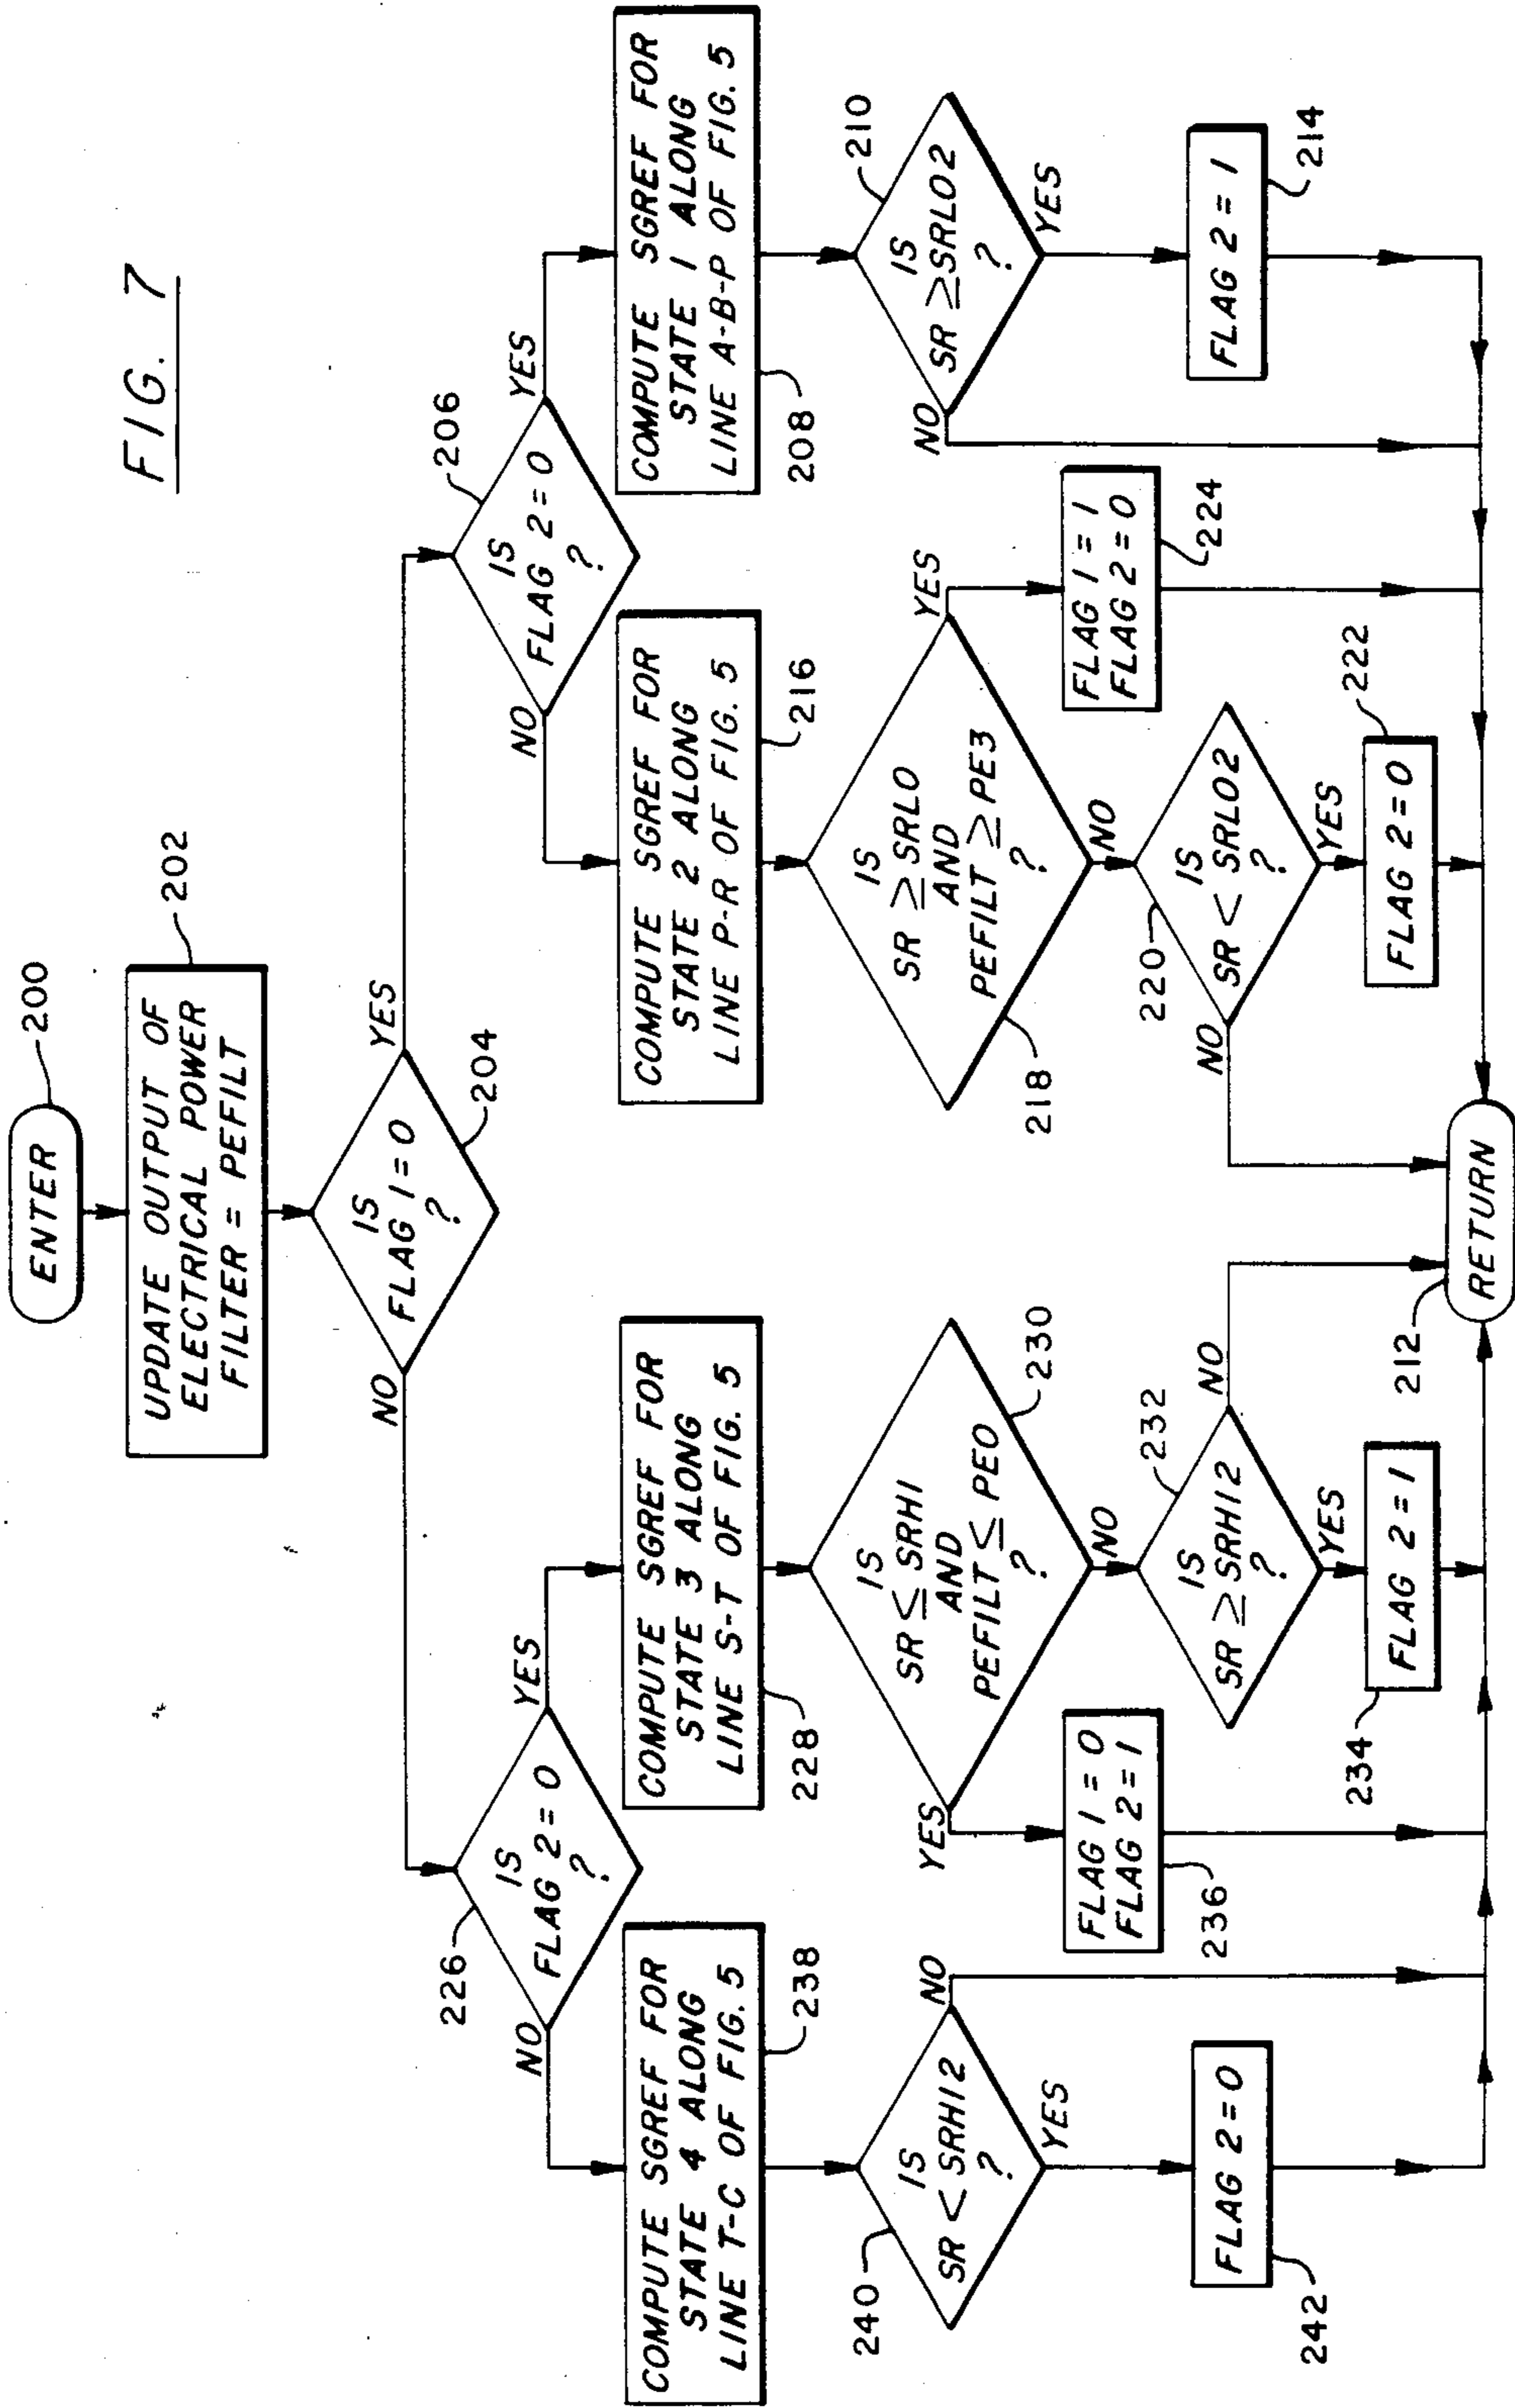 FIG. 7
ENTER
200
UPDATE OUTPUT OF
ELECTRICAL POWER
FILTER = PEFILT
202
IS
FLAG 1 = 0
?
204
NO
YES
226
IS
FLAG 2 = 0
?
NO
YES
IS
FLAG 2 = 0
?
206
NO
YES
COMPUTE SGREF FOR
STATE 4 ALONG
LINE T-C OF FIG. 5
238
COMPUTE SGREF FOR
STATE 3 ALONG
LINE S-T OF FIG. 5
228
COMPUTE SGREF FOR
STATE 2 ALONG
LINE P-R OF FIG. 5
216
COMPUTE SGREF FOR
STATE 1 ALONG
LINE A-B-P OF FIG. 5
208
240
IS
SR < SRHI2
?
NO
YES
IS
SR ≤ SRHI
AND
PEFILT ≤ PEO
?
230
YES
NO
IS
SR ≥ SRLO
AND
PEFILT ≥ PE3
?
218
YES
NO
IS
SR ≥ SRLO2
?
210
NO
YES
FLAG 1 = 0
FLAG 2 = 1
236
FLAG 1 = 1
FLAG 2 = 0
224
IS
SR ≥ SRHI2
?
232
NO
YES
220
IS
SR < SRLO2
?
NO
YES
FLAG 2 = 0
242
234
FLAG 2 = 1
FLAG 2 = 0
222
FLAG 2 = 1
214
212
RETURN